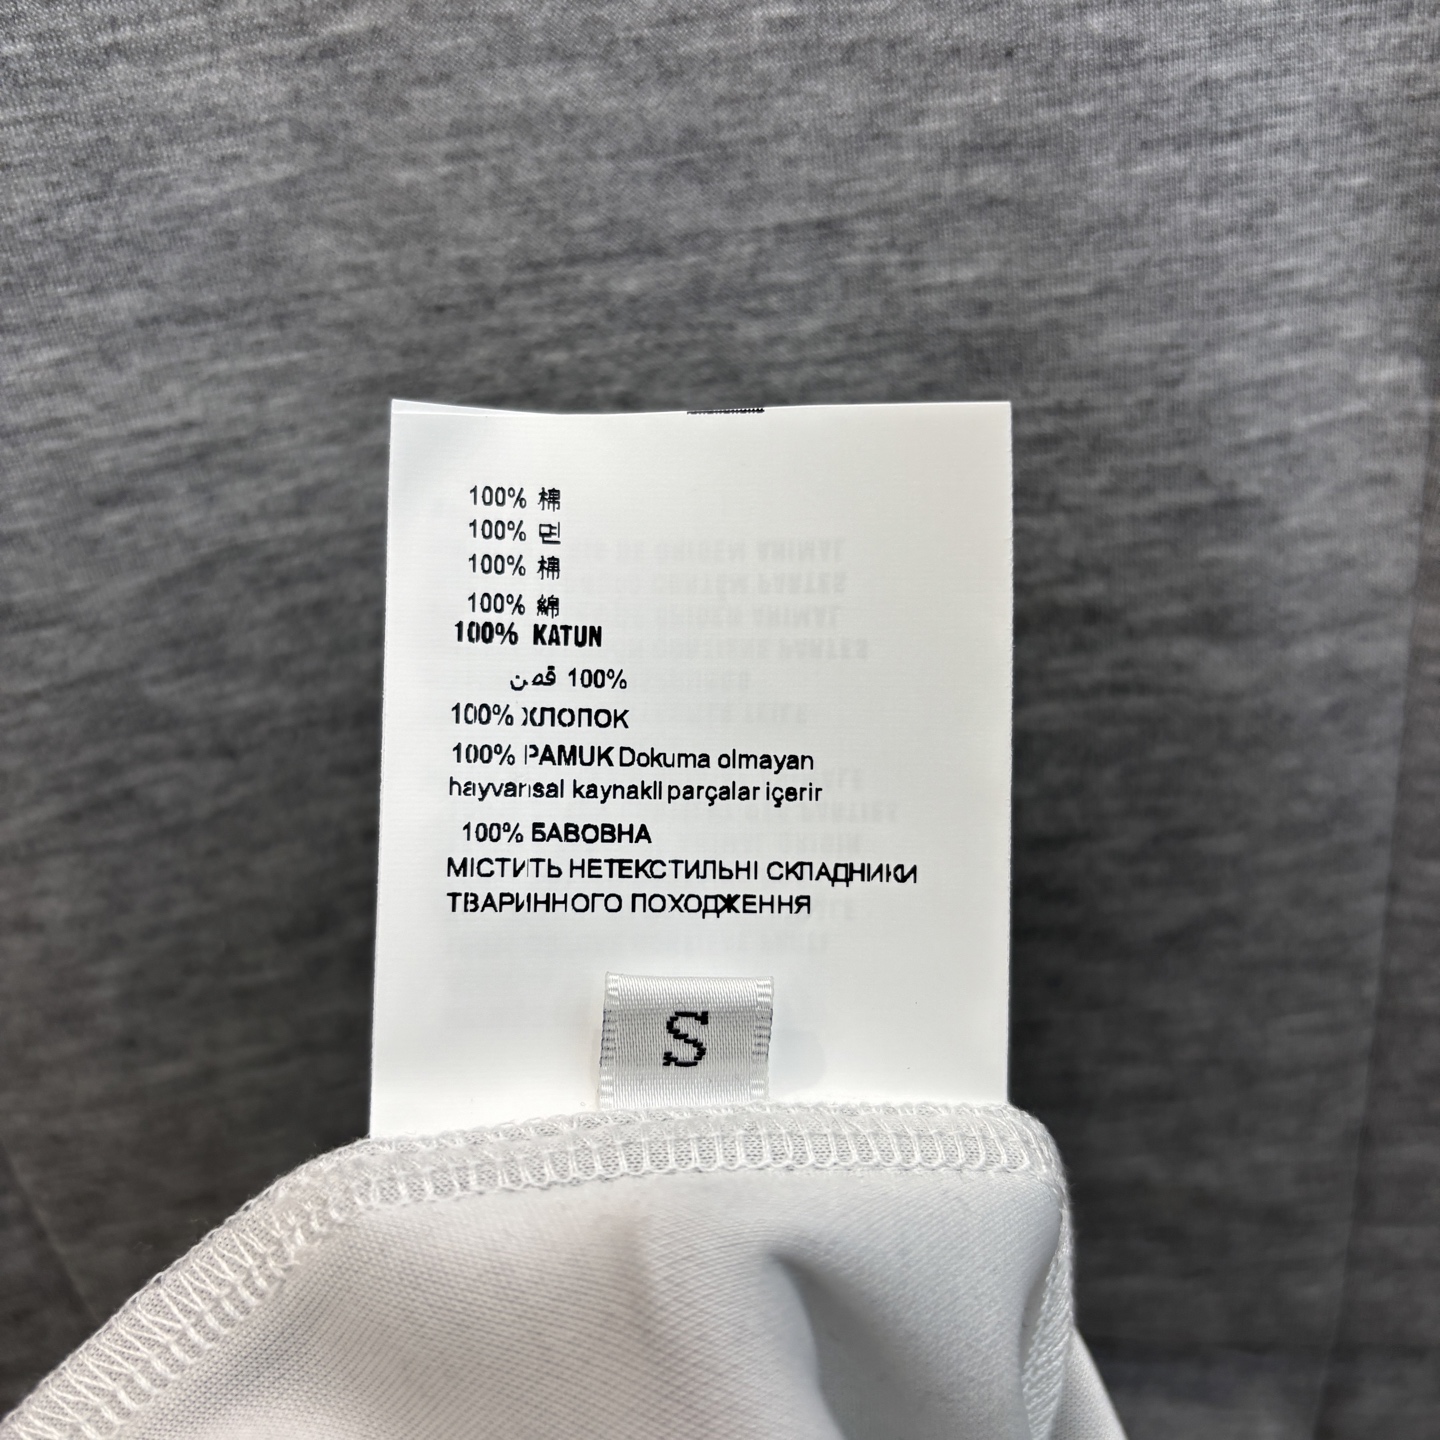 100% 棉
100% 면
100% 棉
100% 綿
100% KATUN
قطن 100%
100% ХЛОПОК
100% PAMUK Dokuma olmayan
hayvansal kaynakli parçalar içerir
100% БАВОВНА
МІСТИТЬ НЕТЕКСТИЛЬНІ СКЛАДНИКИ
ТВАРИННОГО ПОХОДЖЕННЯ
S